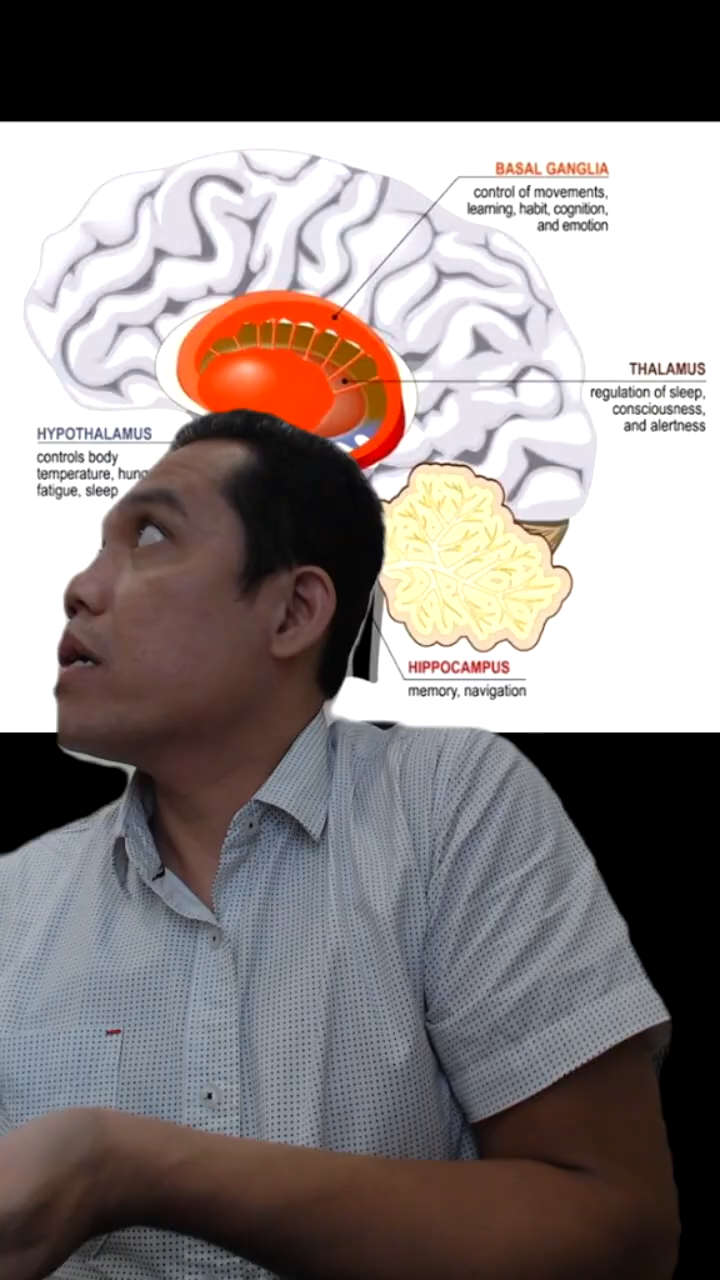 BASAL GANGLIA
control of movements,
learning, habit, cognition,
and emotion
THALAMUS
regulation of sleep,
consciousness,
and alertness
HYPOTHALAMUS
controls body
temperature,
fatigue, sleep
HIPPOCAMPUS
memory, navigation